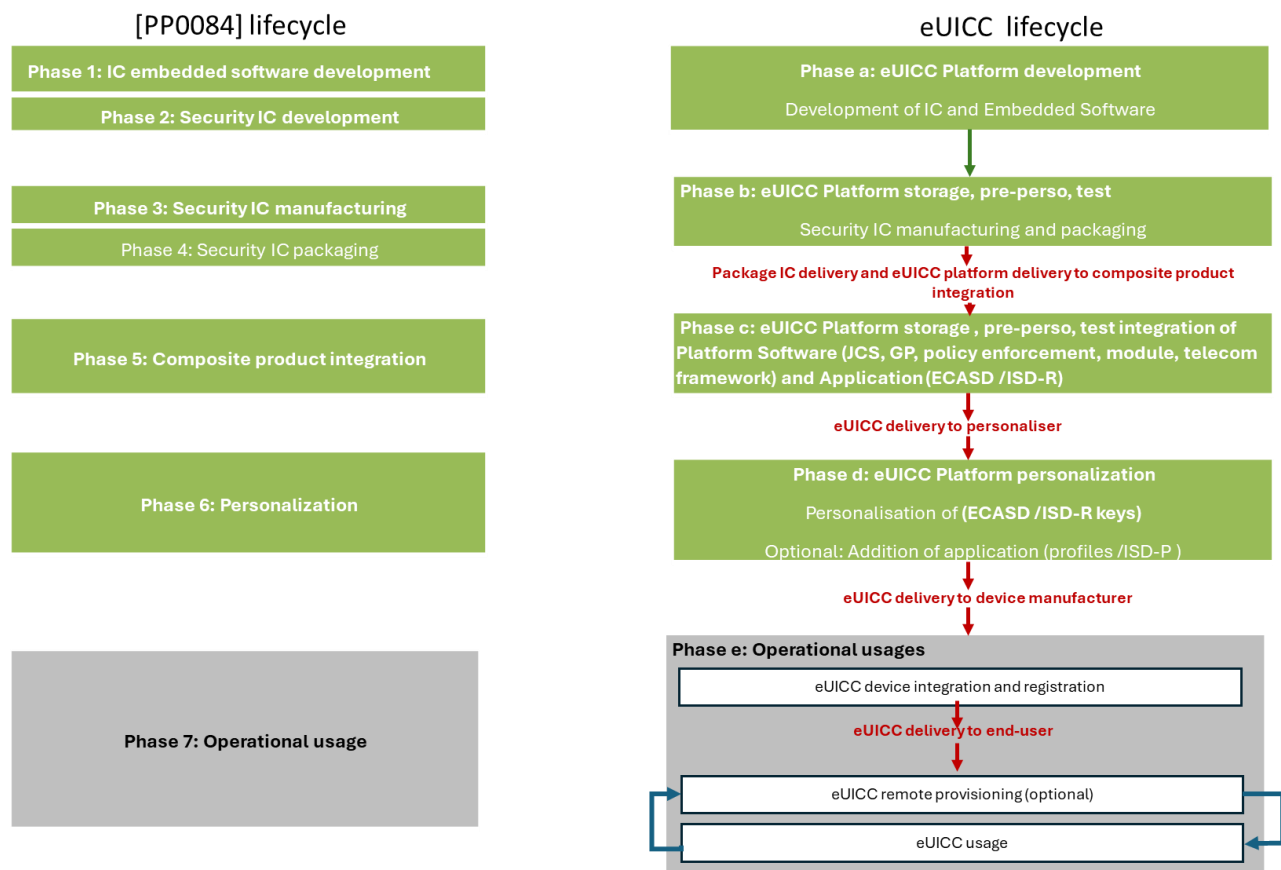 [PP0084] lifecycle
Phase 1: IC embedded software development
Phase 2: Security IC development
Phase 3: Security IC manufacturing
Phase 4: Security IC packaging
Phase 5: Composite product integration
Phase 6: Personalization
Phase 7: Operational usage
eUICC lifecycle
Phase a: eUICC Platform development
Development of IC and Embedded Software
Phase b: eUICC Platform storage, pre-perso, test
Security IC manufacturing and packaging
Package IC delivery and eUICC platform delivery to composite product
integration
Phase c: eUICC Platform storage , pre-perso, test integration of
Platform Software (JCS, GP, policy enforcement, module, telecom
framework) and Application (ECASD /ISD-R)
eUICC delivery to personaliser
Phase d: eUICC Platform personalization
Personalisation of (ECASD /ISD-R keys)
Optional: Addition of application (profiles /ISD-P )
eUICC delivery to device manufacturer
Phase e: Operational usages
eUICC device integration and registration
eUICC delivery to end-user
eUICC remote provisioning (optional)
eUICC usage